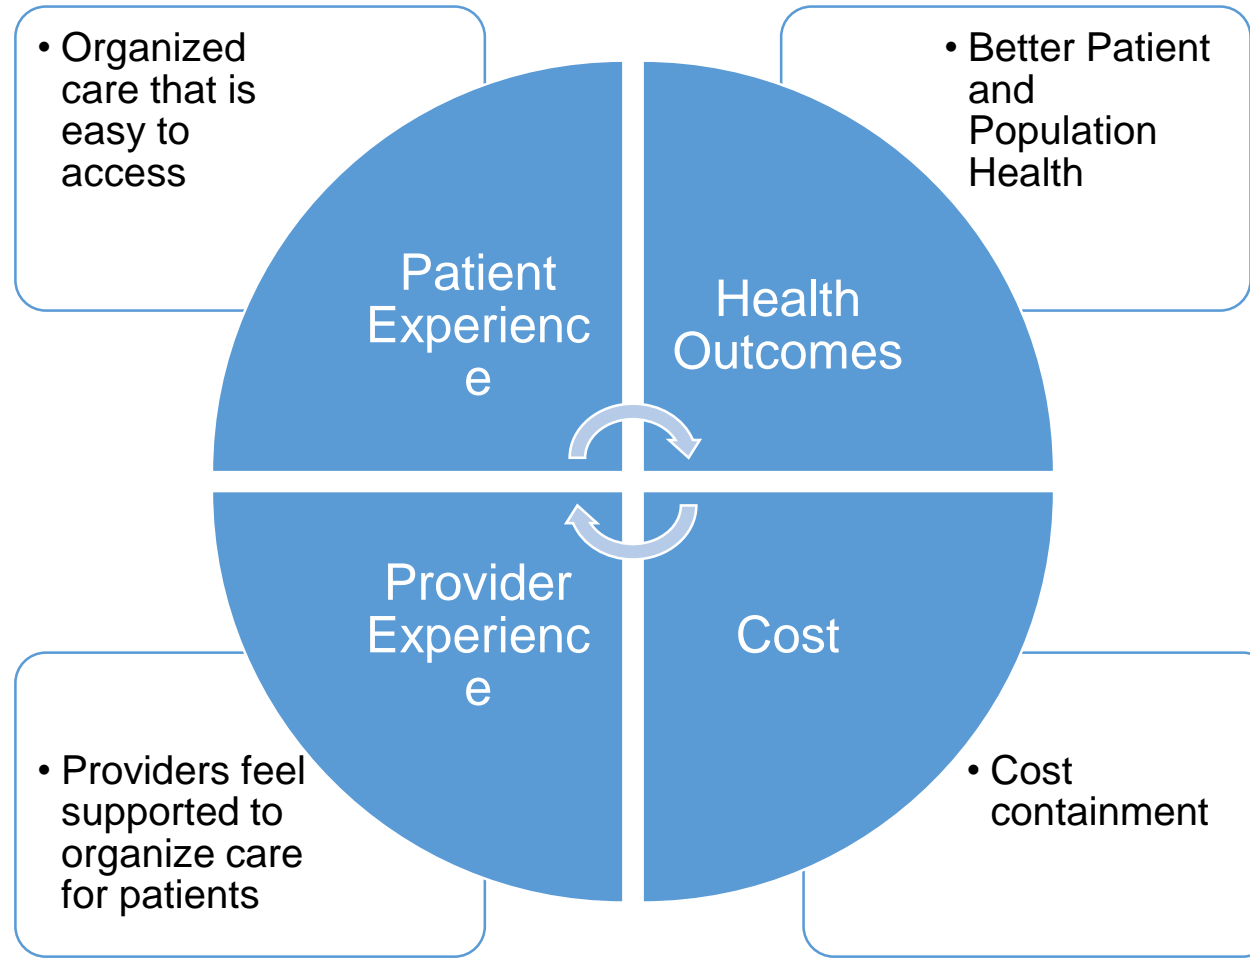 • Organized
care that is
easy to
access
• Better Patient
and
Population
Health
Patient
Experienc
e
Health
Outcomes
Provider
Experienc
e
Cost
• Providers feel
supported to
organize care
for patients
• Cost
containment